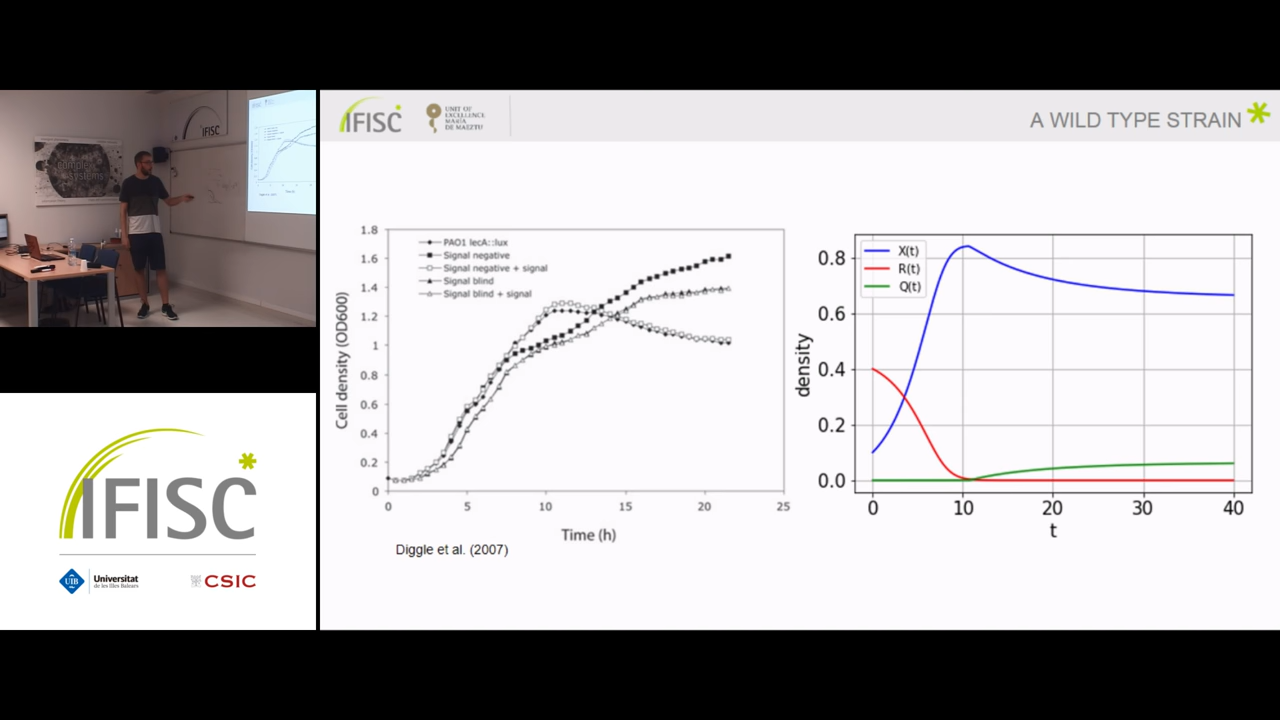 IFISC
complex
systems
IFISC
UIB
Universitat
de les Illes Balears
CSIC
IFISC
UNIT OF
EXCELLENCE
MARÍA
DE MAEZTU
A WILD TYPE STRAIN
PAO1 lecA::lux
Signal negative
Signal negative + signal
Signal blind
Signal blind + signal
Cell density (OD600)
1.8
1.6
1.4
1.2
1
0.8
0.6
0.4
0.2
0
0 5 10 15 20 25
Time (h)
Diggle et al. (2007)
X(t)
R(t)
Q(t)
density
0.8
0.6
0.4
0.2
0.0
0 10 20 30 40
t